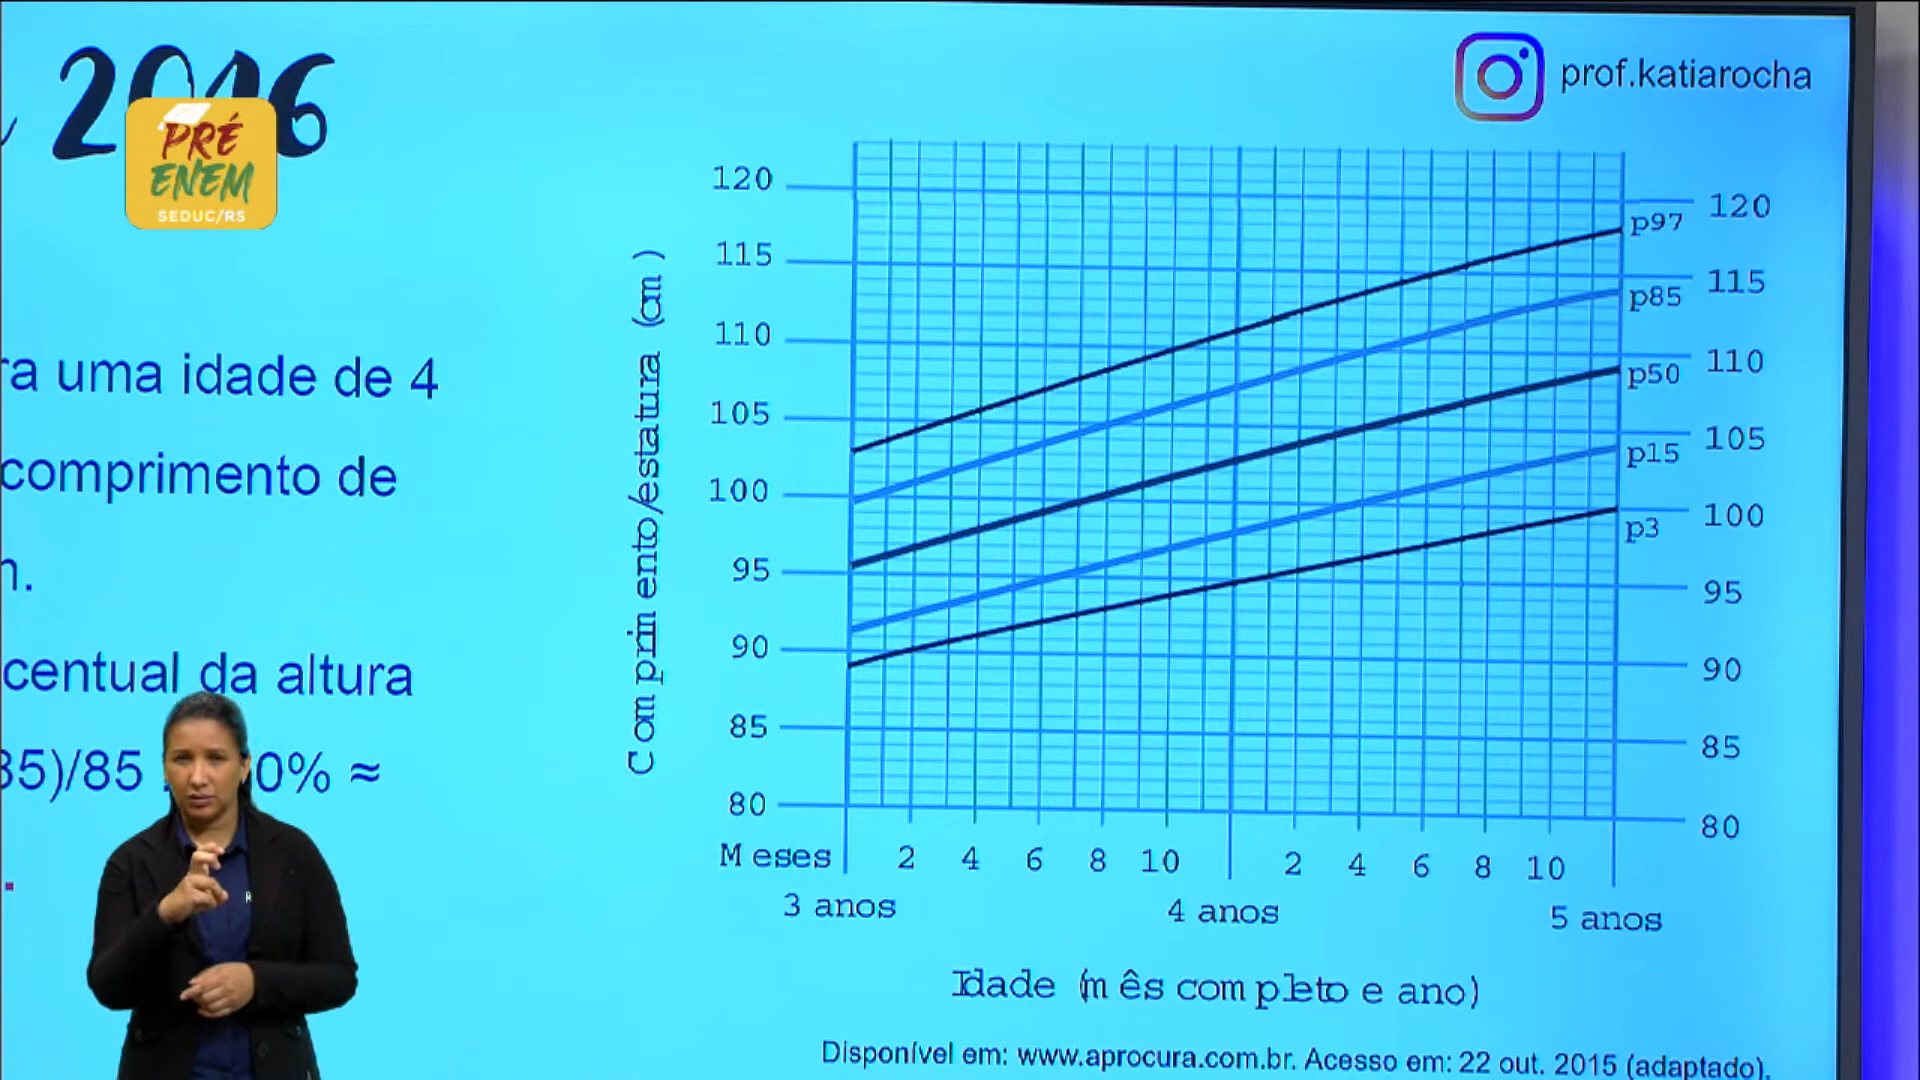 2016
PRÉ
ENEM
SEDUC/RS
prof.katiarocha
ra uma idade de 4
comprimento de
n.
centual da altura
35)/85 0% ≈
.
Comprimento/estatura (cm)
120
115
110
105
100
95
90
85
80
p97
p85
p50
p15
p3
120
115
110
105
100
95
90
85
80
Meses 2 4 6 8 10 2 4 6 8 10
3 anos 4 anos 5 anos
Idade (mês completo e ano)
Disponível em: www.aprocura.com.br. Acesso em: 22 out. 2015 (adaptado).